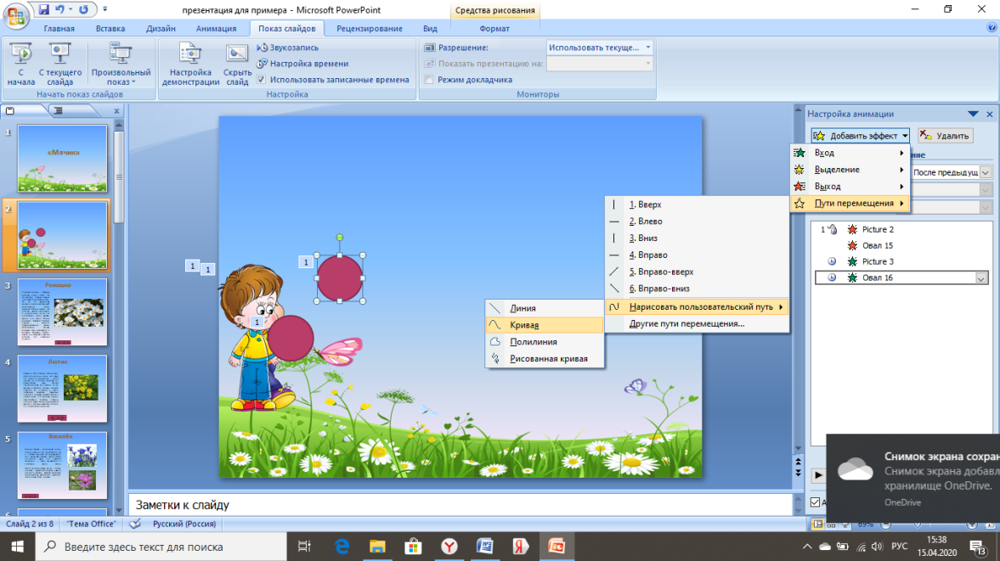 презентация для примера - Microsoft PowerPoint
Средства рисования
Главная Вставка Дизайн Анимация Показ слайдов Рецензирование Вид Формат
С начала
С текущего слайда
Произвольный показ
Начать показ слайдов
Настройка демонстрации
Скрыть слайд
Звукозапись
Настройка времени
Использовать записанные времена
Настройка
Разрешение: Использовать текуще...
Показать презентацию на:
Режим докладчика
Мониторы
1
«Мячик»
2
3
Ромашка
4
Лютик
5
Василёк
1 1
1
1
Настройка анимации
Добавить эффект Удалить
Вход
Выделение
Выход
Пути перемещения
После предыдущ
1. Вверх
2. Влево
3. Вниз
4. Вправо
5. Вправо-вверх
6. Вправо-вниз
Нарисовать пользовательский путь
Другие пути перемещения...
Линия
Кривая
Полилиния
Рисованная кривая
1 Picture 2
Овал 15
Picture 3
Овал 16
Снимок экрана сохран
Снимок экрана добавл
хранилище OneDrive.
OneDrive
Заметки к слайду
Слайд 2 из 8 "Тема Office" Русский (Россия) 69%
Введите здесь текст для поиска
РУС
15:38
15.04.2020
13